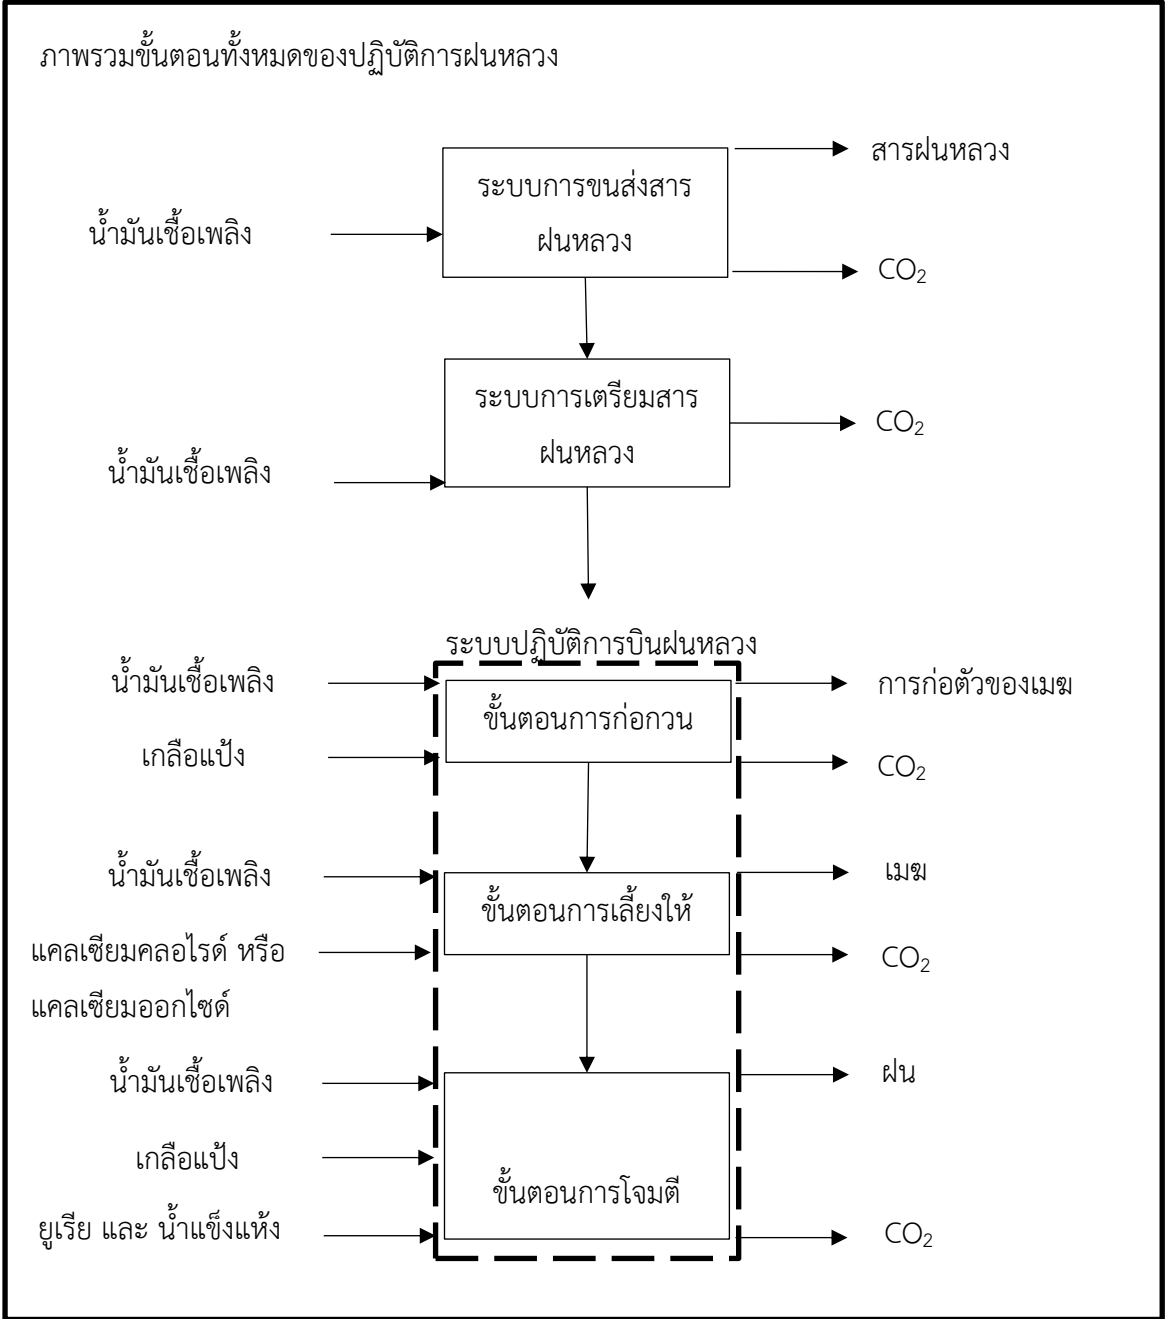 ภาพรวมขั้นตอนทั้งหมดของปฏิบัติการฝนหลวง
สารฝนหลวง
ระบบการขนส่งสาร
ฝนหลวง
น้ำมันเชื้อเพลิง
CO₂
ระบบการเตรียมสาร
ฝนหลวง
CO₂
น้ำมันเชื้อเพลิง
ระบบปฏิบัติการบินฝนหลวง
น้ำมันเชื้อเพลิง
การก่อตัวของเมฆ
ขั้นตอนการก่อกวน
เกลือแป้ง
CO₂
น้ำมันเชื้อเพลิง
เมฆ
ขั้นตอนการเลี้ยงให้
แคลเซียมคลอไรด์ หรือ
แคลเซียมออกไซด์
CO₂
น้ำมันเชื้อเพลิง
ฝน
เกลือแป้ง
ขั้นตอนการโจมตี
ยูเรีย และ น้ำแข็งแห้ง
CO₂